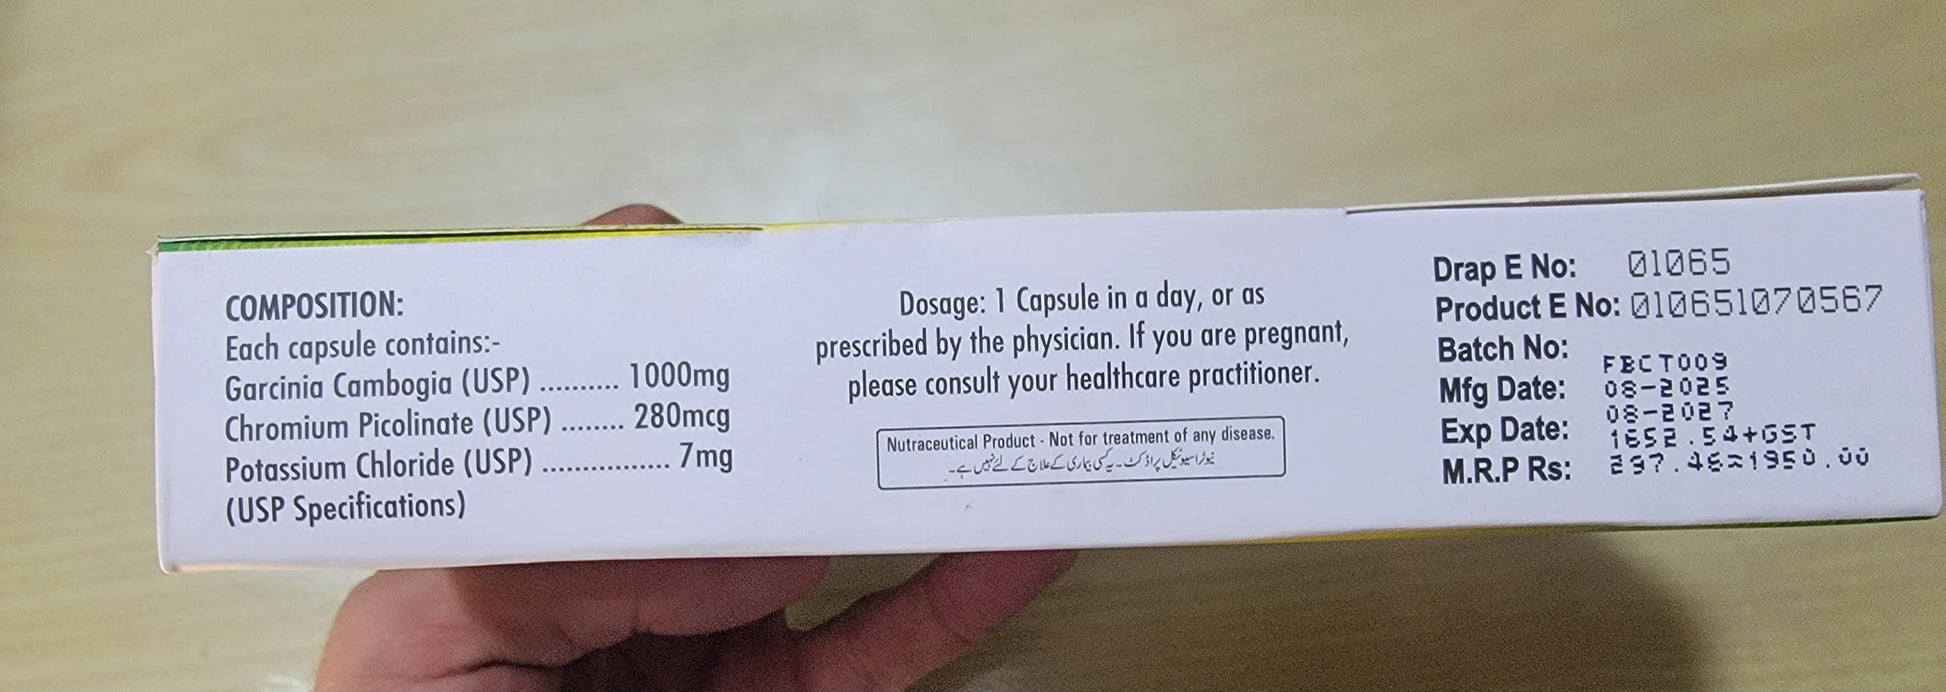 COMPOSITION:
Each capsule contains:-
Garcinia Cambogia (USP) .......... 1000mg
Chromium Picolinate (USP) ........ 280mcg
Potassium Chloride (USP) ................ 7mg
(USP Specifications)
Dosage: 1 Capsule in a day, or as
prescribed by the physician. If you are pregnant,
please consult your healthcare practitioner.
Nutraceutical Product - Not for treatment of any disease.
نیوٹراسیوٹیکل پراڈکٹ - یہ کسی بیماری کے علاج کے لئے نہیں ہے -
Drap E No: 01065
Product E No: 010651070567
Batch No: FBCT009
Mfg Date: 08-2025
Exp Date: 08-2027
M.R.P Rs: 1652.54+GST
297.46=1950.00